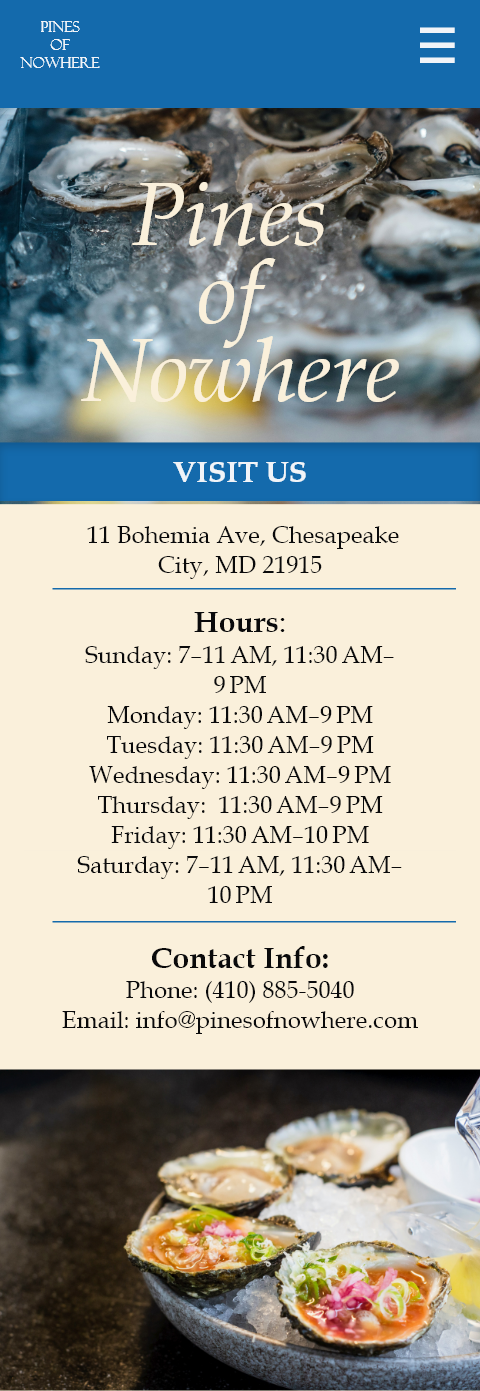 PINES
OF
NOWHERE
Pines
of
Nowhere
VISIT US
11 Bohemia Ave, Chesapeake
City, MD 21915
Hours:
Sunday: 7–11 AM, 11:30 AM–
9 PM
Monday: 11:30 AM–9 PM
Tuesday: 11:30 AM–9 PM
Wednesday: 11:30 AM–9 PM
Thursday:  11:30 AM–9 PM
Friday: 11:30 AM–10 PM
Saturday: 7–11 AM, 11:30 AM–
10 PM
Contact Info:
Phone: (410) 885-5040
Email: info@pinesofnowhere.com